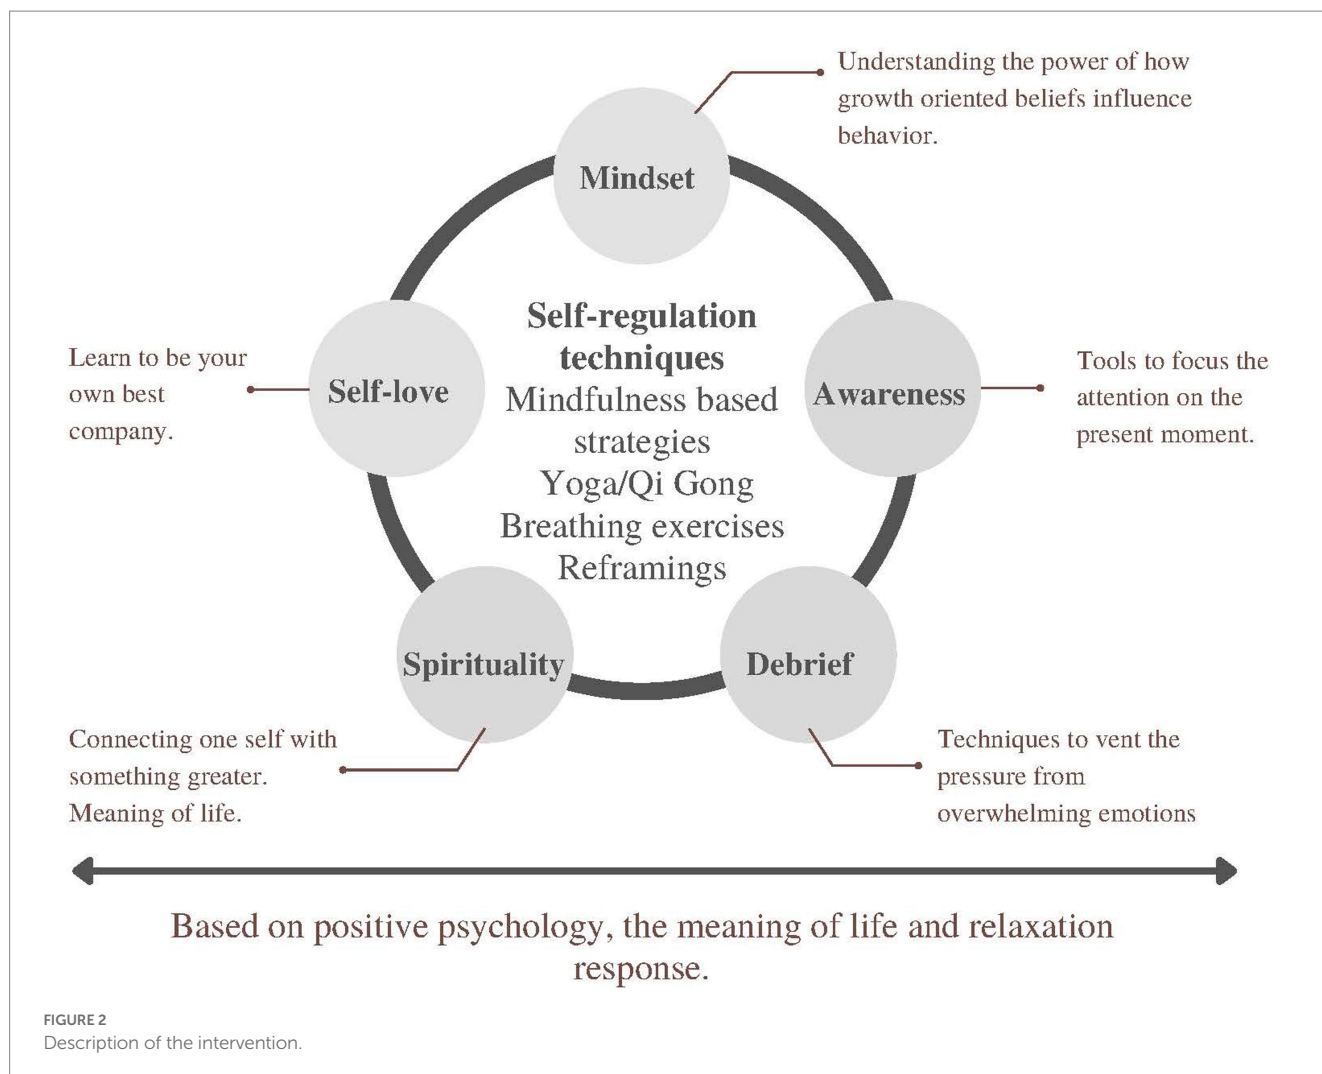 Understanding the power of how
growth oriented beliefs influence
behavior.
Mindset
Self-regulation
techniques
Mindfulness based
strategies
Yoga/Qi Gong
Breathing exercises
Reframings
Learn to be your
own best
company.
Self-love
Awareness
Tools to focus the
attention on the
present moment.
Spirituality
Debrief
Connecting one self with
something greater.
Meaning of life.
Techniques to vent the
pressure from
overwhelming emotions
Based on positive psychology, the meaning of life and relaxation
response.
FIGURE 2
Description of the intervention.